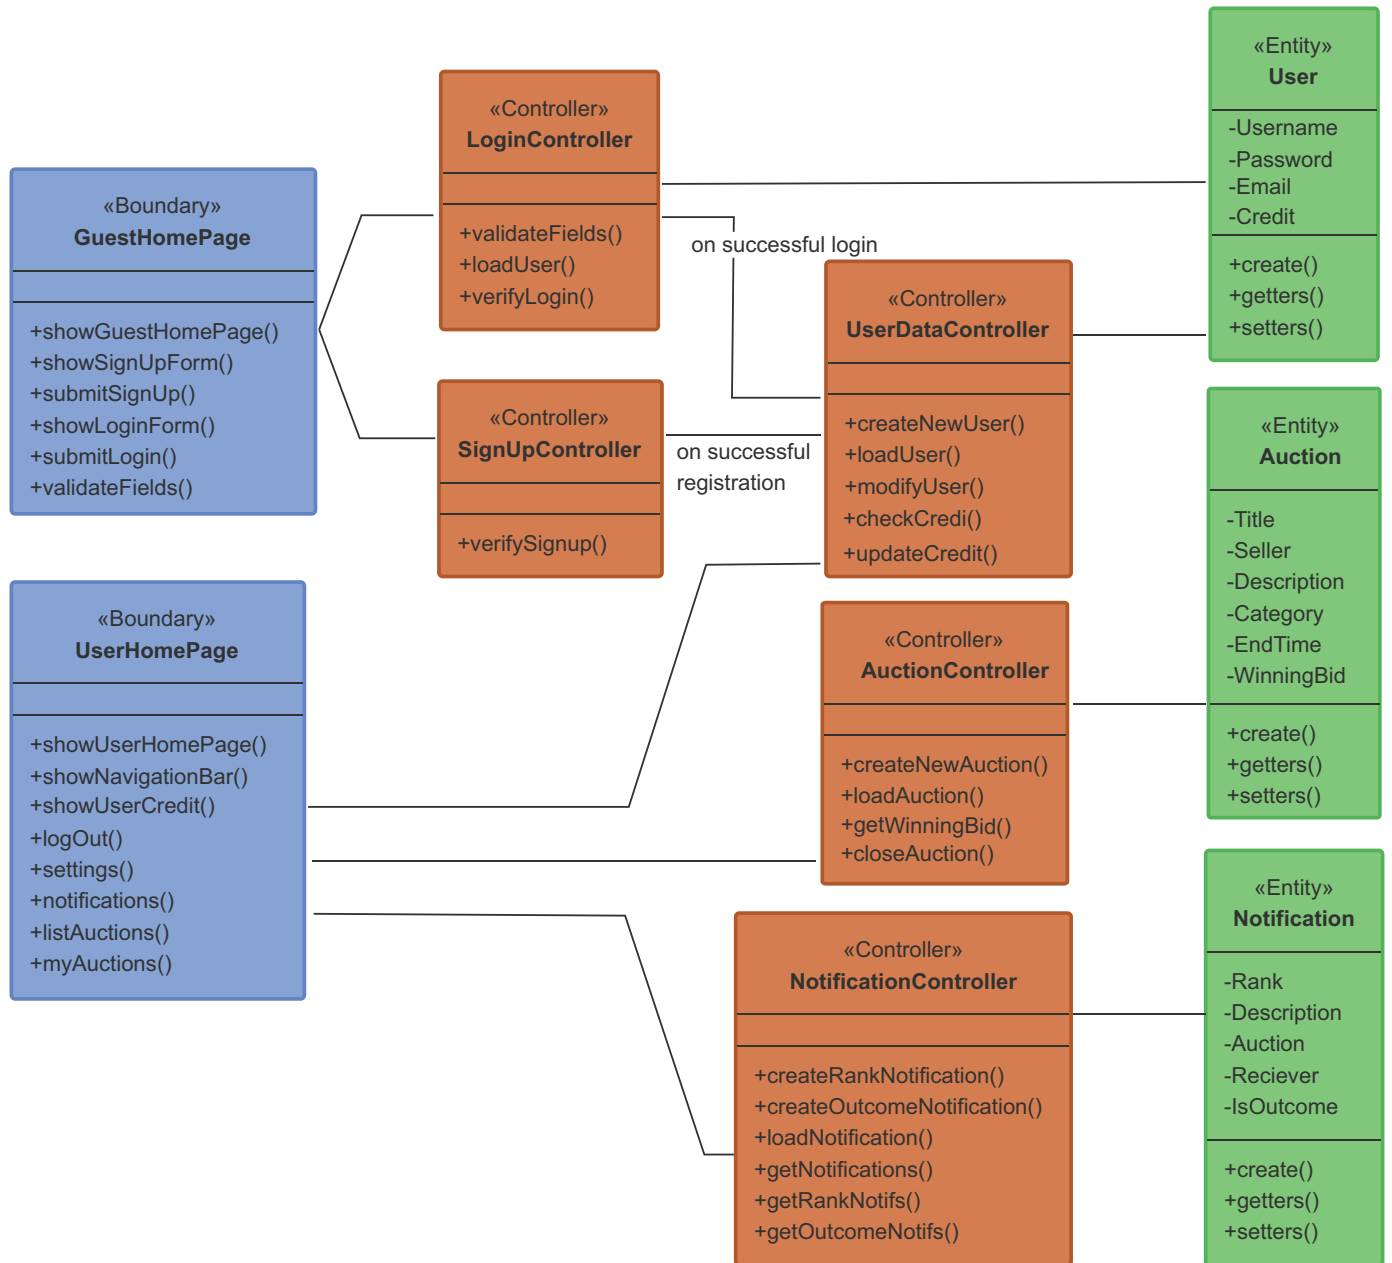 «Boundary»
GuestHomePage
+showGuestHomePage()
+showSignUpForm()
+submitSignUp()
+showLoginForm()
+submitLogin()
+validateFields()
«Boundary»
UserHomePage
+showUserHomePage()
+showNavigationBar()
+showUserCredit()
+logOut()
+settings()
+notifications()
+listAuctions()
+myAuctions()
«Controller»
LoginController
+validateFields()
+loadUser()
+verifyLogin()
«Controller»
SignUpController
+verifySignup()
on successful login
on successful
registration
«Controller»
UserDataController
+createNewUser()
+loadUser()
+modifyUser()
+checkCredi()
+updateCredit()
«Controller»
AuctionController
+createNewAuction()
+loadAuction()
+getWinningBid()
+closeAuction()
«Controller»
NotificationController
+createRankNotification()
+createOutcomeNotification()
+loadNotification()
+getNotifications()
+getRankNotifs()
+getOutcomeNotifs()
«Entity»
User
-Username
-Password
-Email
-Credit
+create()
+getters()
+setters()
«Entity»
Auction
-Title
-Seller
-Description
-Category
-EndTime
-WinningBid
+create()
+getters()
+setters()
«Entity»
Notification
-Rank
-Description
-Auction
-Reciever
-IsOutcome
+create()
+getters()
+setters()